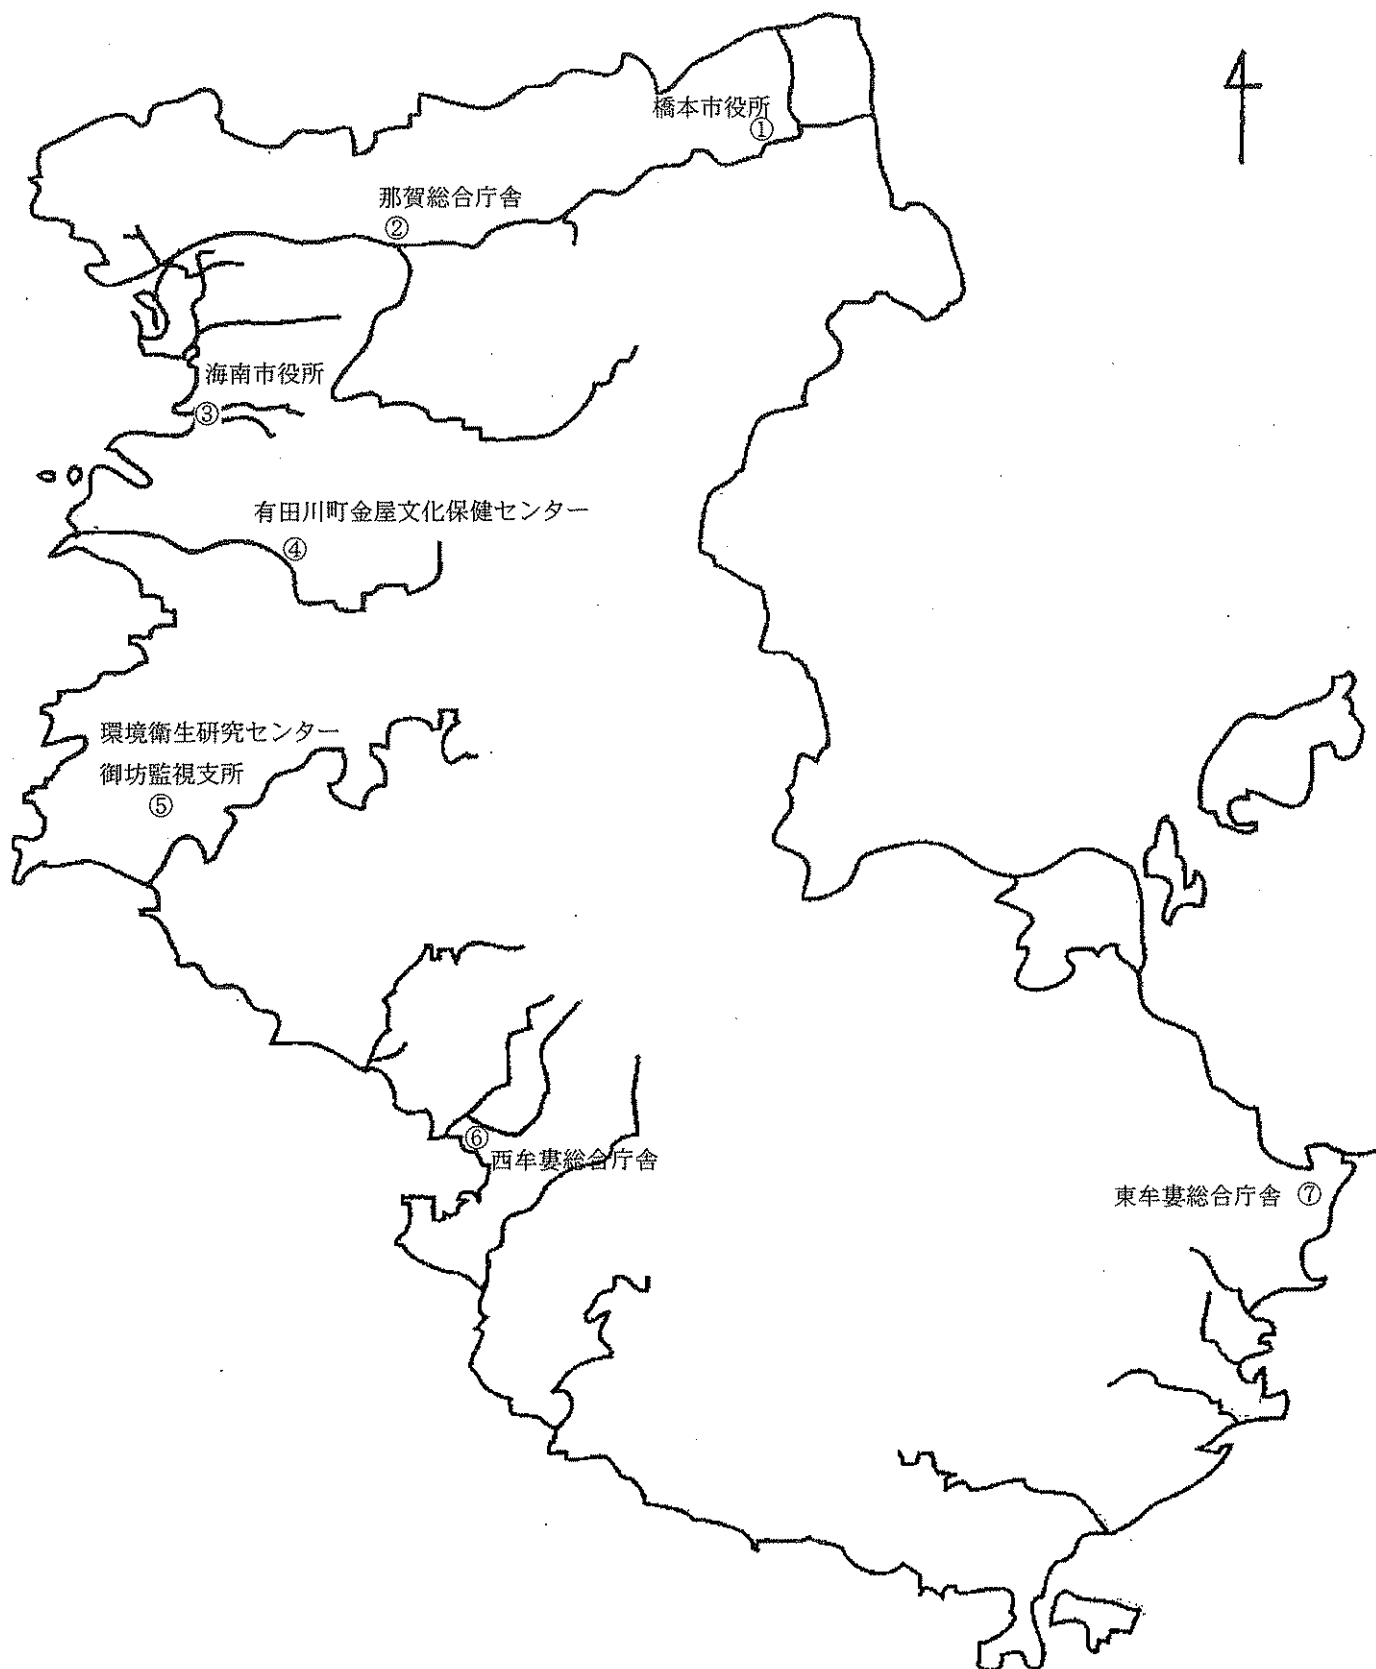 橋本市役所
①
那賀総合庁舎
②
海南市役所
③
有田川町金屋文化保健センター
④
環境衛生研究センター
御坊監視支所
⑤
⑥
西牟婁総合庁舎
東牟婁総合庁舎 ⑦